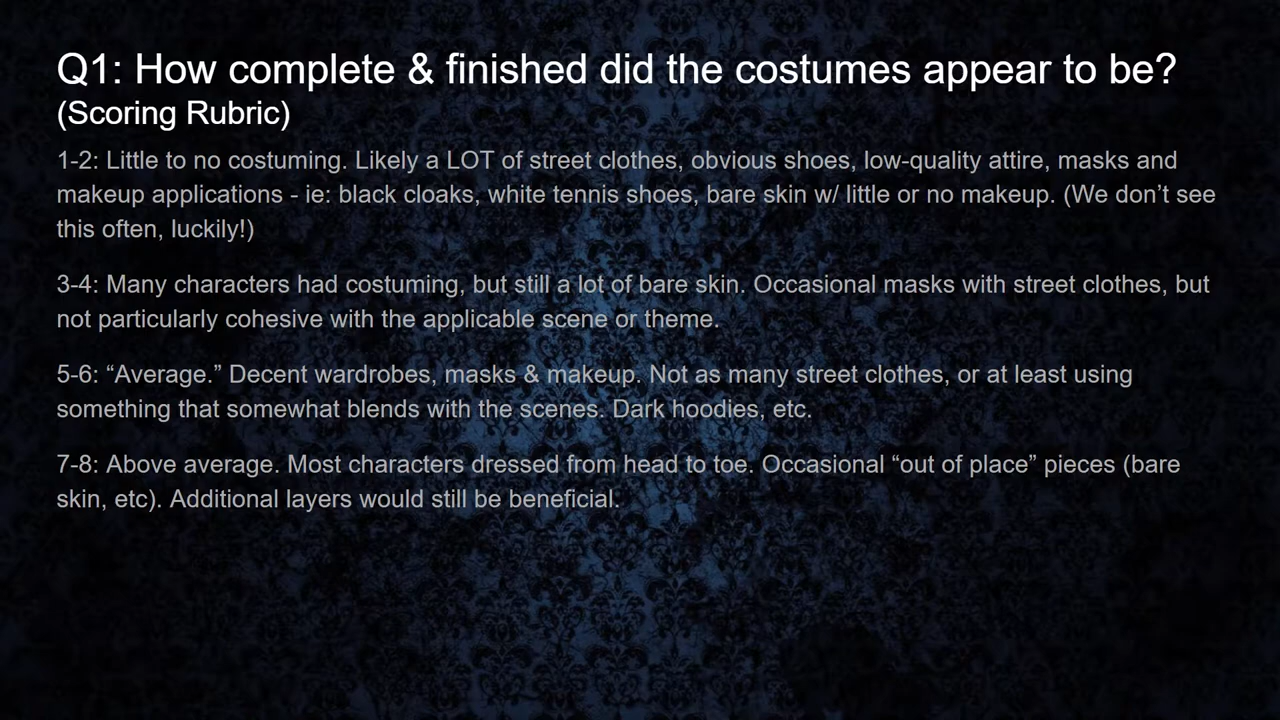 Q1: How complete & finished did the costumes appear to be?
(Scoring Rubric)
1-2: Little to no costuming. Likely a LOT of street clothes, obvious shoes, low-quality attire, masks and
makeup applications - ie: black cloaks, white tennis shoes, bare skin w/ little or no makeup. (We don’t see
this often, luckily!)
3-4: Many characters had costuming, but still a lot of bare skin. Occasional masks with street clothes, but
not particularly cohesive with the applicable scene or theme.
5-6: “Average.” Decent wardrobes, masks & makeup. Not as many street clothes, or at least using
something that somewhat blends with the scenes. Dark hoodies, etc.
7-8: Above average. Most characters dressed from head to toe. Occasional “out of place” pieces (bare
skin, etc). Additional layers would still be beneficial.